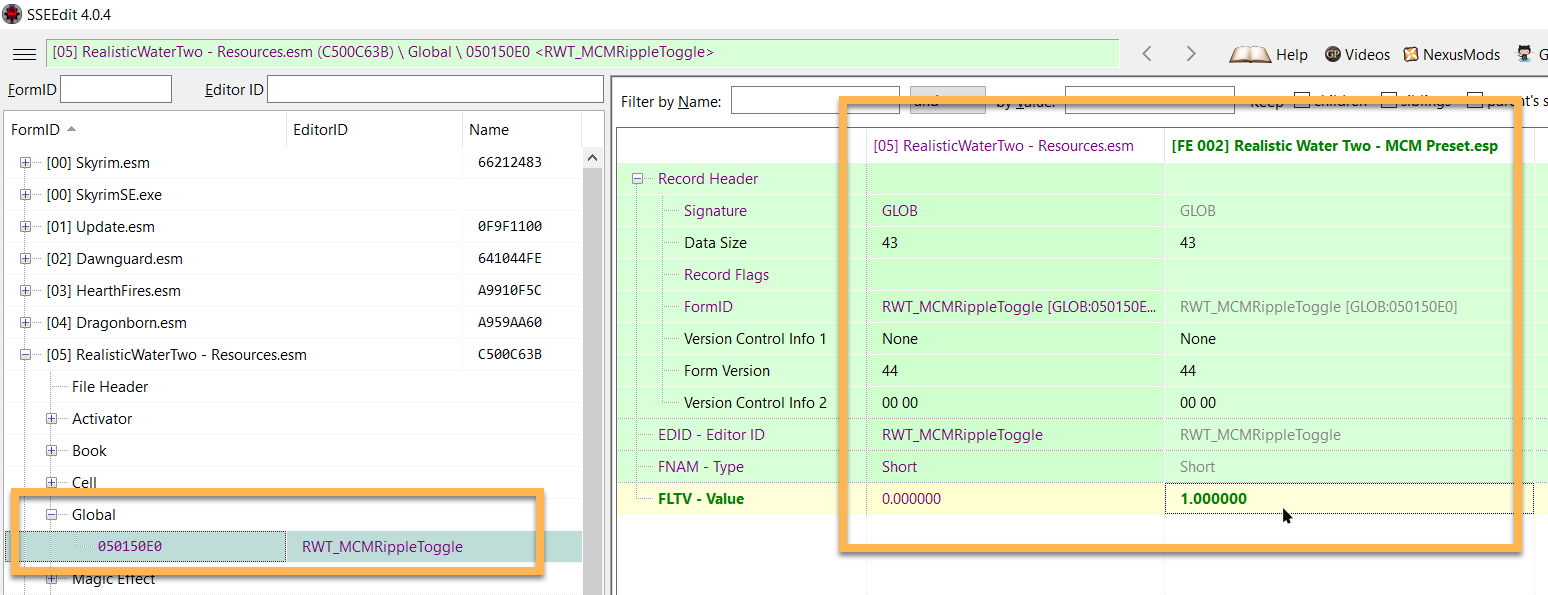 SSEEdit 4.0.4
[05] RealisticWaterTwo - Resources.esm (C500C63B) \ Global \ 050150E0 <RWT_MCMRippleToggle>
Help Videos NexusMods G
FormID Editor ID
Filter by Name: and by Value: Keep children siblings parent's s
FormID EditorID Name
[00] Skyrim.esm 66212483
[00] SkyrimSE.exe
[01] Update.esm 0F9F1100
[02] Dawnguard.esm 641044FE
[03] HearthFires.esm A9910F5C
[04] Dragonborn.esm A959AA60
[05] RealisticWaterTwo - Resources.esm C500C63B
File Header
Activator
Book
Cell
Global
050150E0 RWT_MCMRippleToggle
Magic Effect
[05] RealisticWaterTwo - Resources.esm [FE 002] Realistic Water Two - MCM Preset.esp
Record Header
Signature GLOB GLOB
Data Size 43 43
Record Flags
FormID RWT_MCMRippleToggle [GLOB:050150E... RWT_MCMRippleToggle [GLOB:050150E0]
Version Control Info 1 None None
Form Version 44 44
Version Control Info 2 00 00 00 00
EDID - Editor ID RWT_MCMRippleToggle RWT_MCMRippleToggle
FNAM - Type Short Short
FLTV - Value 0.000000 1.000000